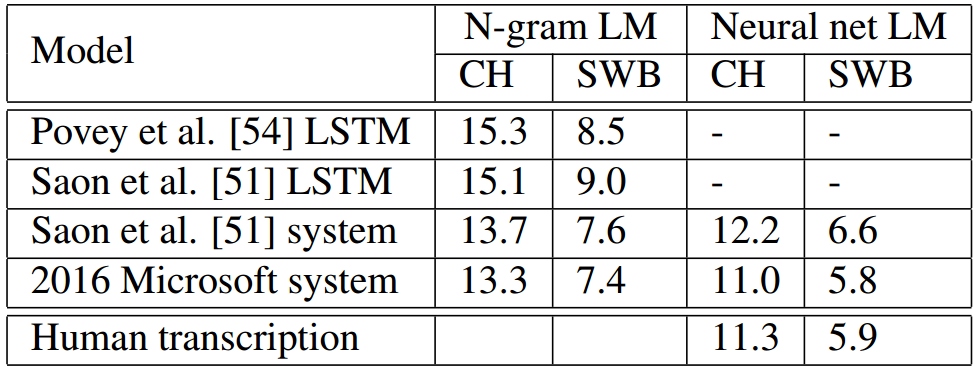 Model N-gram LM Neural net LM
CH SWB CH SWB
Povey et al. [54] LSTM 15.3 8.5 - -
Saon et al. [51] LSTM 15.1 9.0 - -
Saon et al. [51] system 13.7 7.6 12.2 6.6
2016 Microsoft system 13.3 7.4 11.0 5.8
Human transcription 11.3 5.9